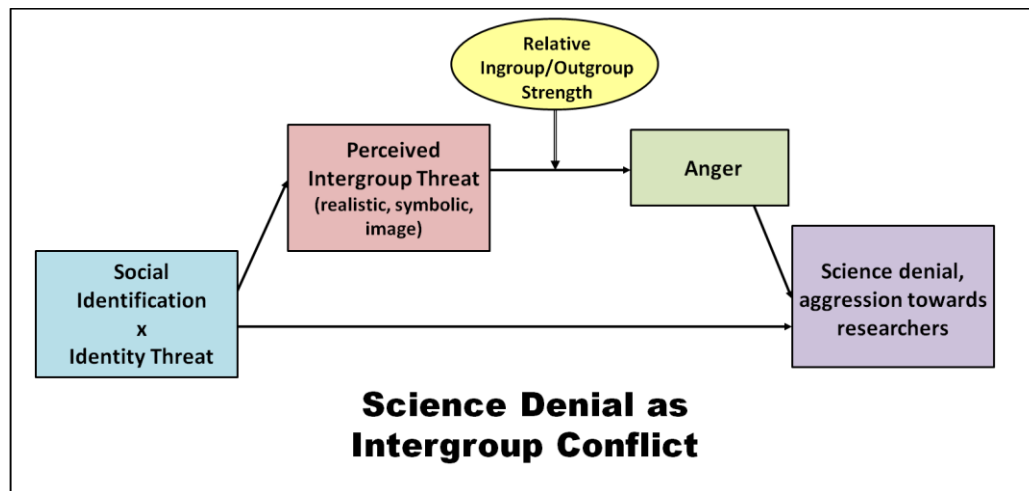 Relative
Ingroup/Outgroup
Strength
Perceived
Intergroup Threat
(realistic, symbolic,
image)
Anger
Social
Identification
x
Identity Threat
Science denial,
aggression towards
researchers
Science Denial as
Intergroup Conflict